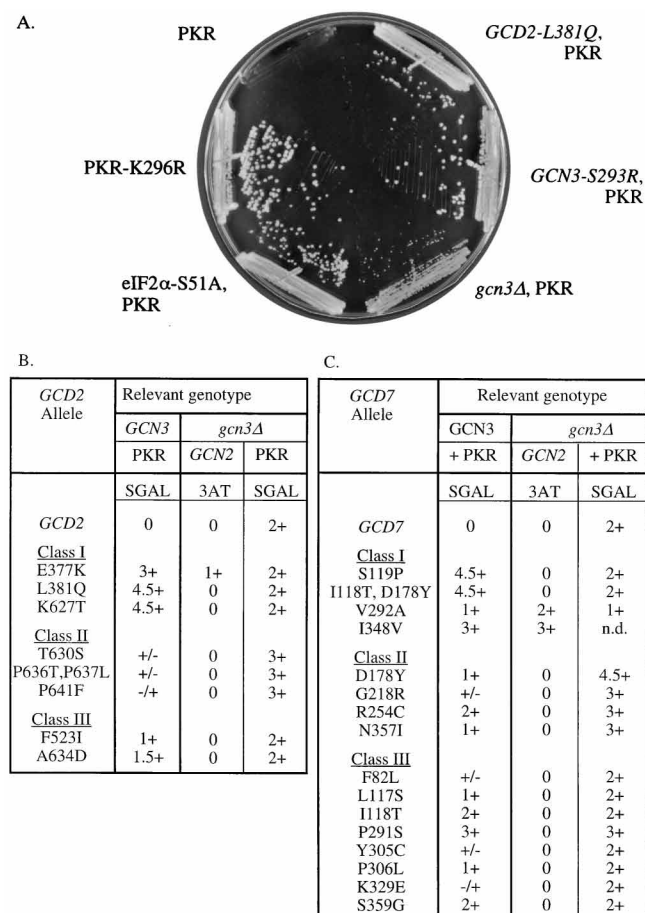 A.
PKR
GCD2-L381Q,
PKR
PKR-K296R
GCN3-S293R,
PKR
eIF2α-S51A,
PKR
gcn3Δ, PKR
B.
GCD2
Allele
Relevant genotype
GCN3 gcn3Δ
PKR GCN2 PKR
SGAL 3AT SGAL
GCD2 0 0 2+
Class I
E377K 3+ 1+ 2+
L381Q 4.5+ 0 2+
K627T 4.5+ 0 2+
Class II
T630S +/- 0 3+
P636T,P637L +/- 0 3+
P641F -/+ 0 3+
Class III
F523I 1+ 0 2+
A634D 1.5+ 0 2+
C.
GCD7
Allele
Relevant genotype
GCN3 gcn3Δ
+ PKR GCN2 + PKR
SGAL 3AT SGAL
GCD7 0 0 2+
Class I
S119P 4.5+ 0 2+
I118T, D178Y 4.5+ 0 2+
V292A 1+ 2+ 1+
I348V 3+ 3+ n.d.
Class II
D178Y 1+ 0 4.5+
G218R +/- 0 3+
R254C 2+ 0 3+
N357I 1+ 0 3+
Class III
F82L +/- 0 2+
L117S 1+ 0 2+
I118T 2+ 0 2+
P291S 3+ 0 3+
Y305C +/- 0 2+
P306L 1+ 0 2+
K329E -/+ 0 2+
S359G 2+ 0 2+